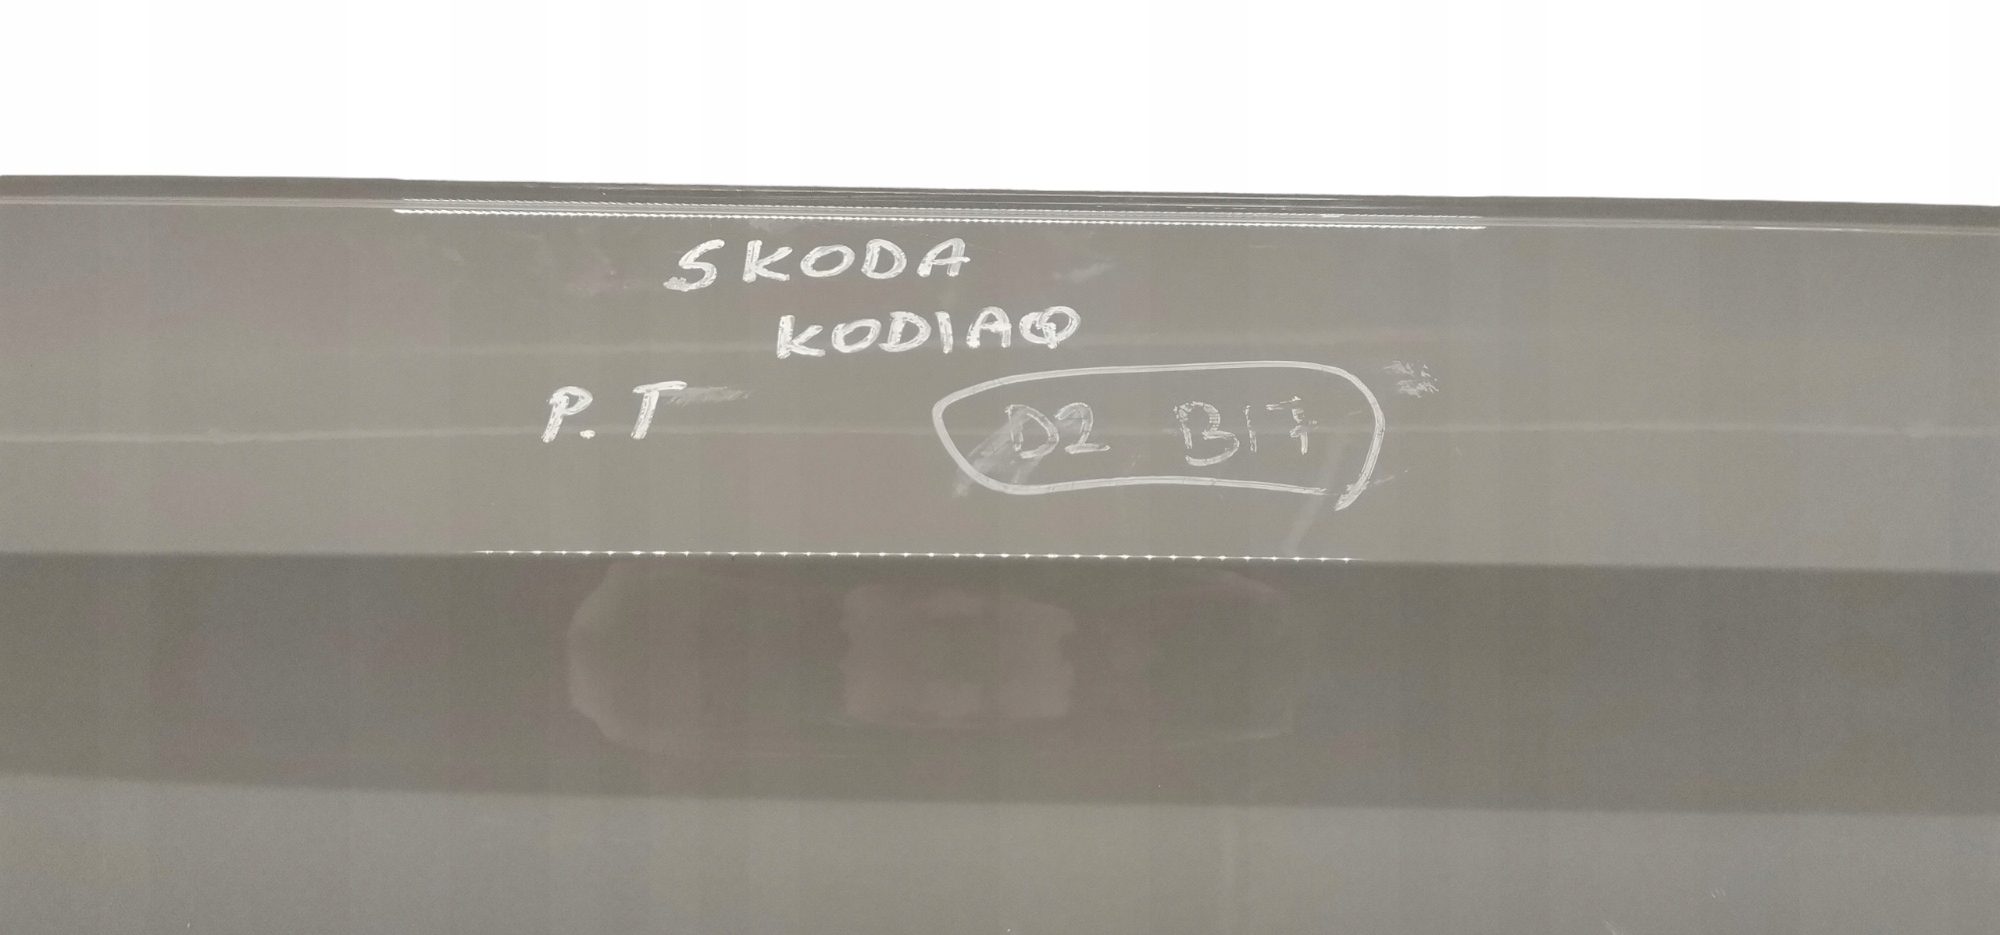 SKODA
KODIAQ
P.T D2 B17